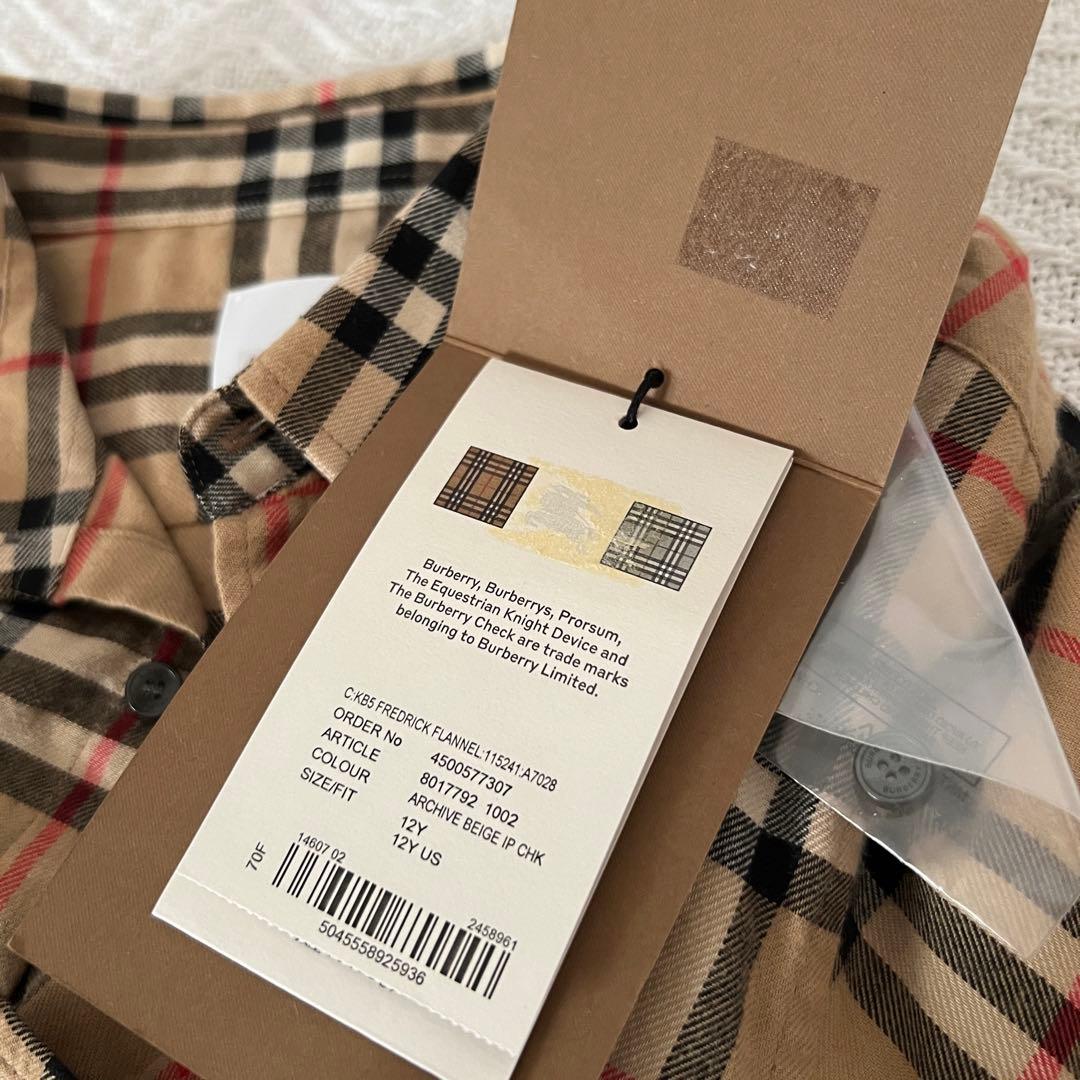 Burberry, Burberrys, Prorsum,
The Equestrian Knight Device and
The Burberry Check are trade marks
belonging to Burberry Limited.
C:KB5 FREDRICK FLANNEL:115241:A7028
ORDER No 4500577307
ARTICLE 8017792 1002
COLOUR ARCHIVE BEIGE IP CHK
SIZE/FIT 12Y
12Y US
70F
14607 02
2458961
5045558925936
BURBERRY